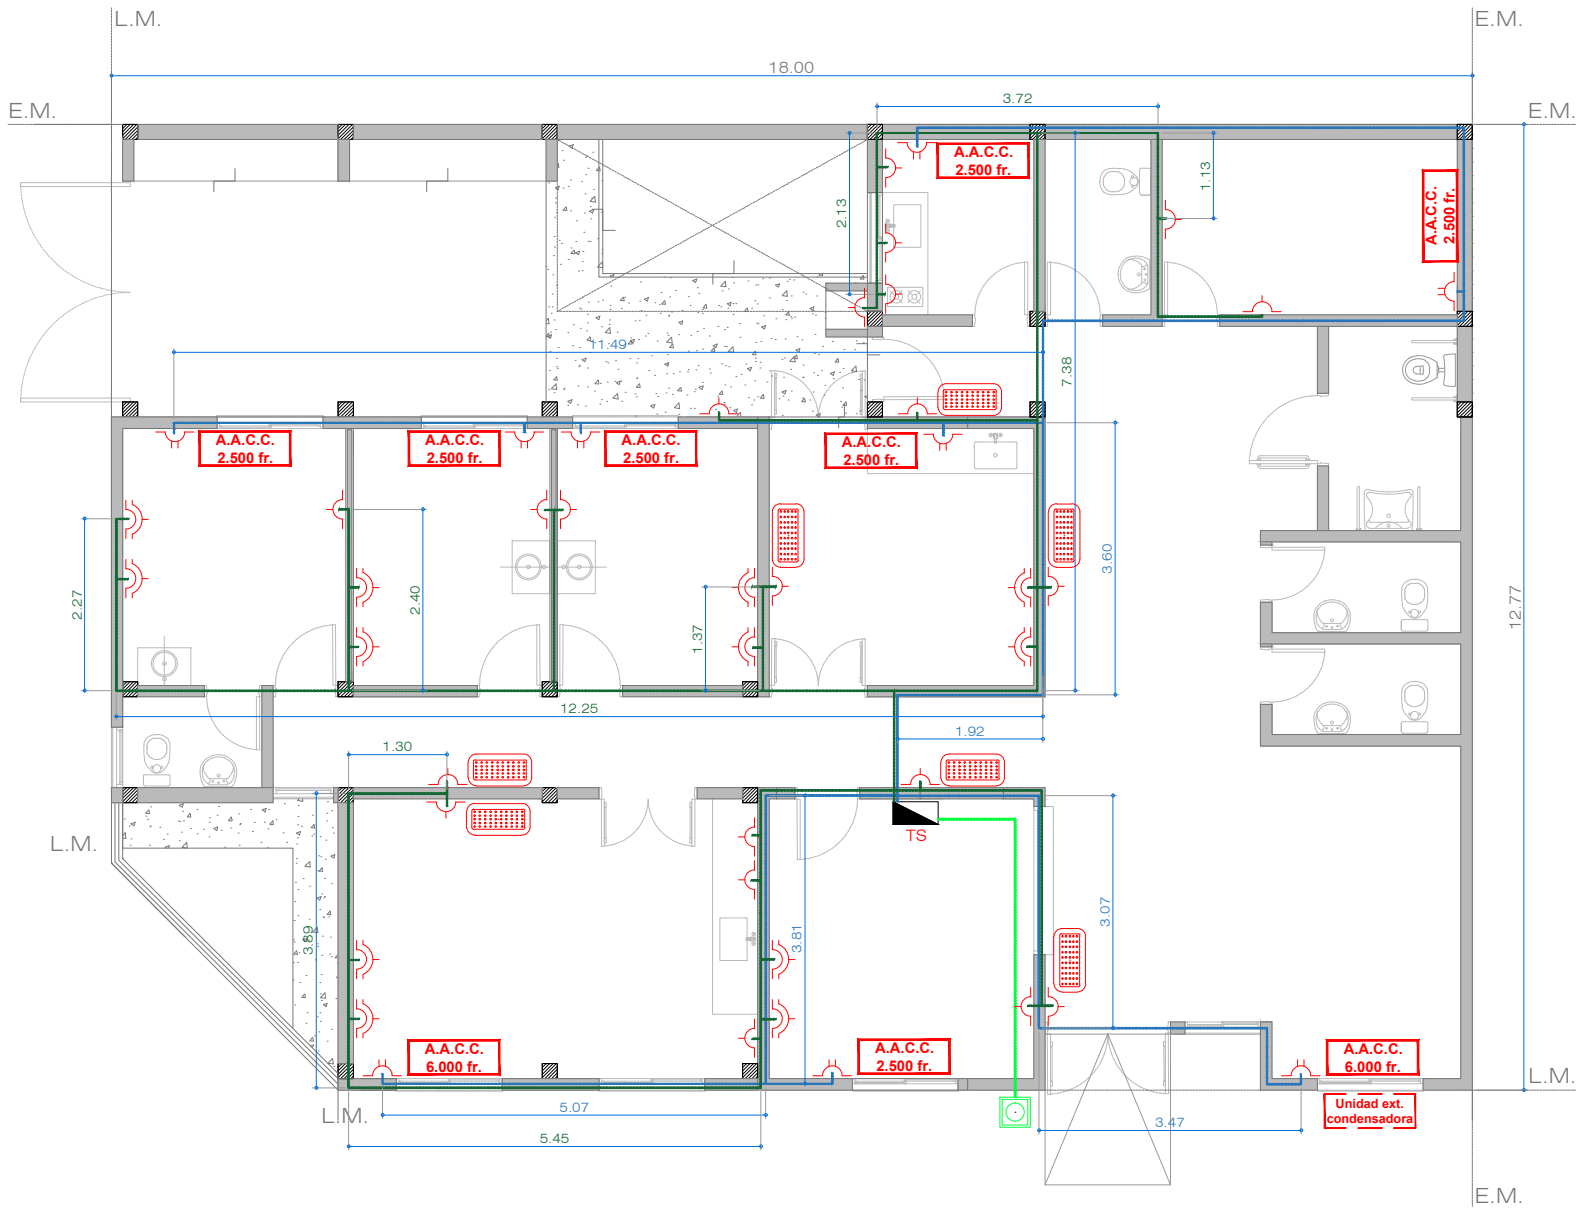 L.M.
E.M.
18.00
E.M.
3.72
E.M.
A.A.C.C.
2.500 fr.
1.13
A.A.C.C.
2.500 fr.
2.13
11.49
7.38
A.A.C.C.
2.500 fr.
A.A.C.C.
2.500 fr.
A.A.C.C.
2.500 fr.
A.A.C.C.
2.500 fr.
2.27
2.40
1.37
3.60
12.77
12.25
1.92
1.30
TS
L.M.
3.89
3.81
3.07
A.A.C.C.
6.000 fr.
A.A.C.C.
2.500 fr.
A.A.C.C.
6.000 fr.
L.M.
Unidad ext.
condensadora
L.M.
5.07
3.47
5.45
E.M.